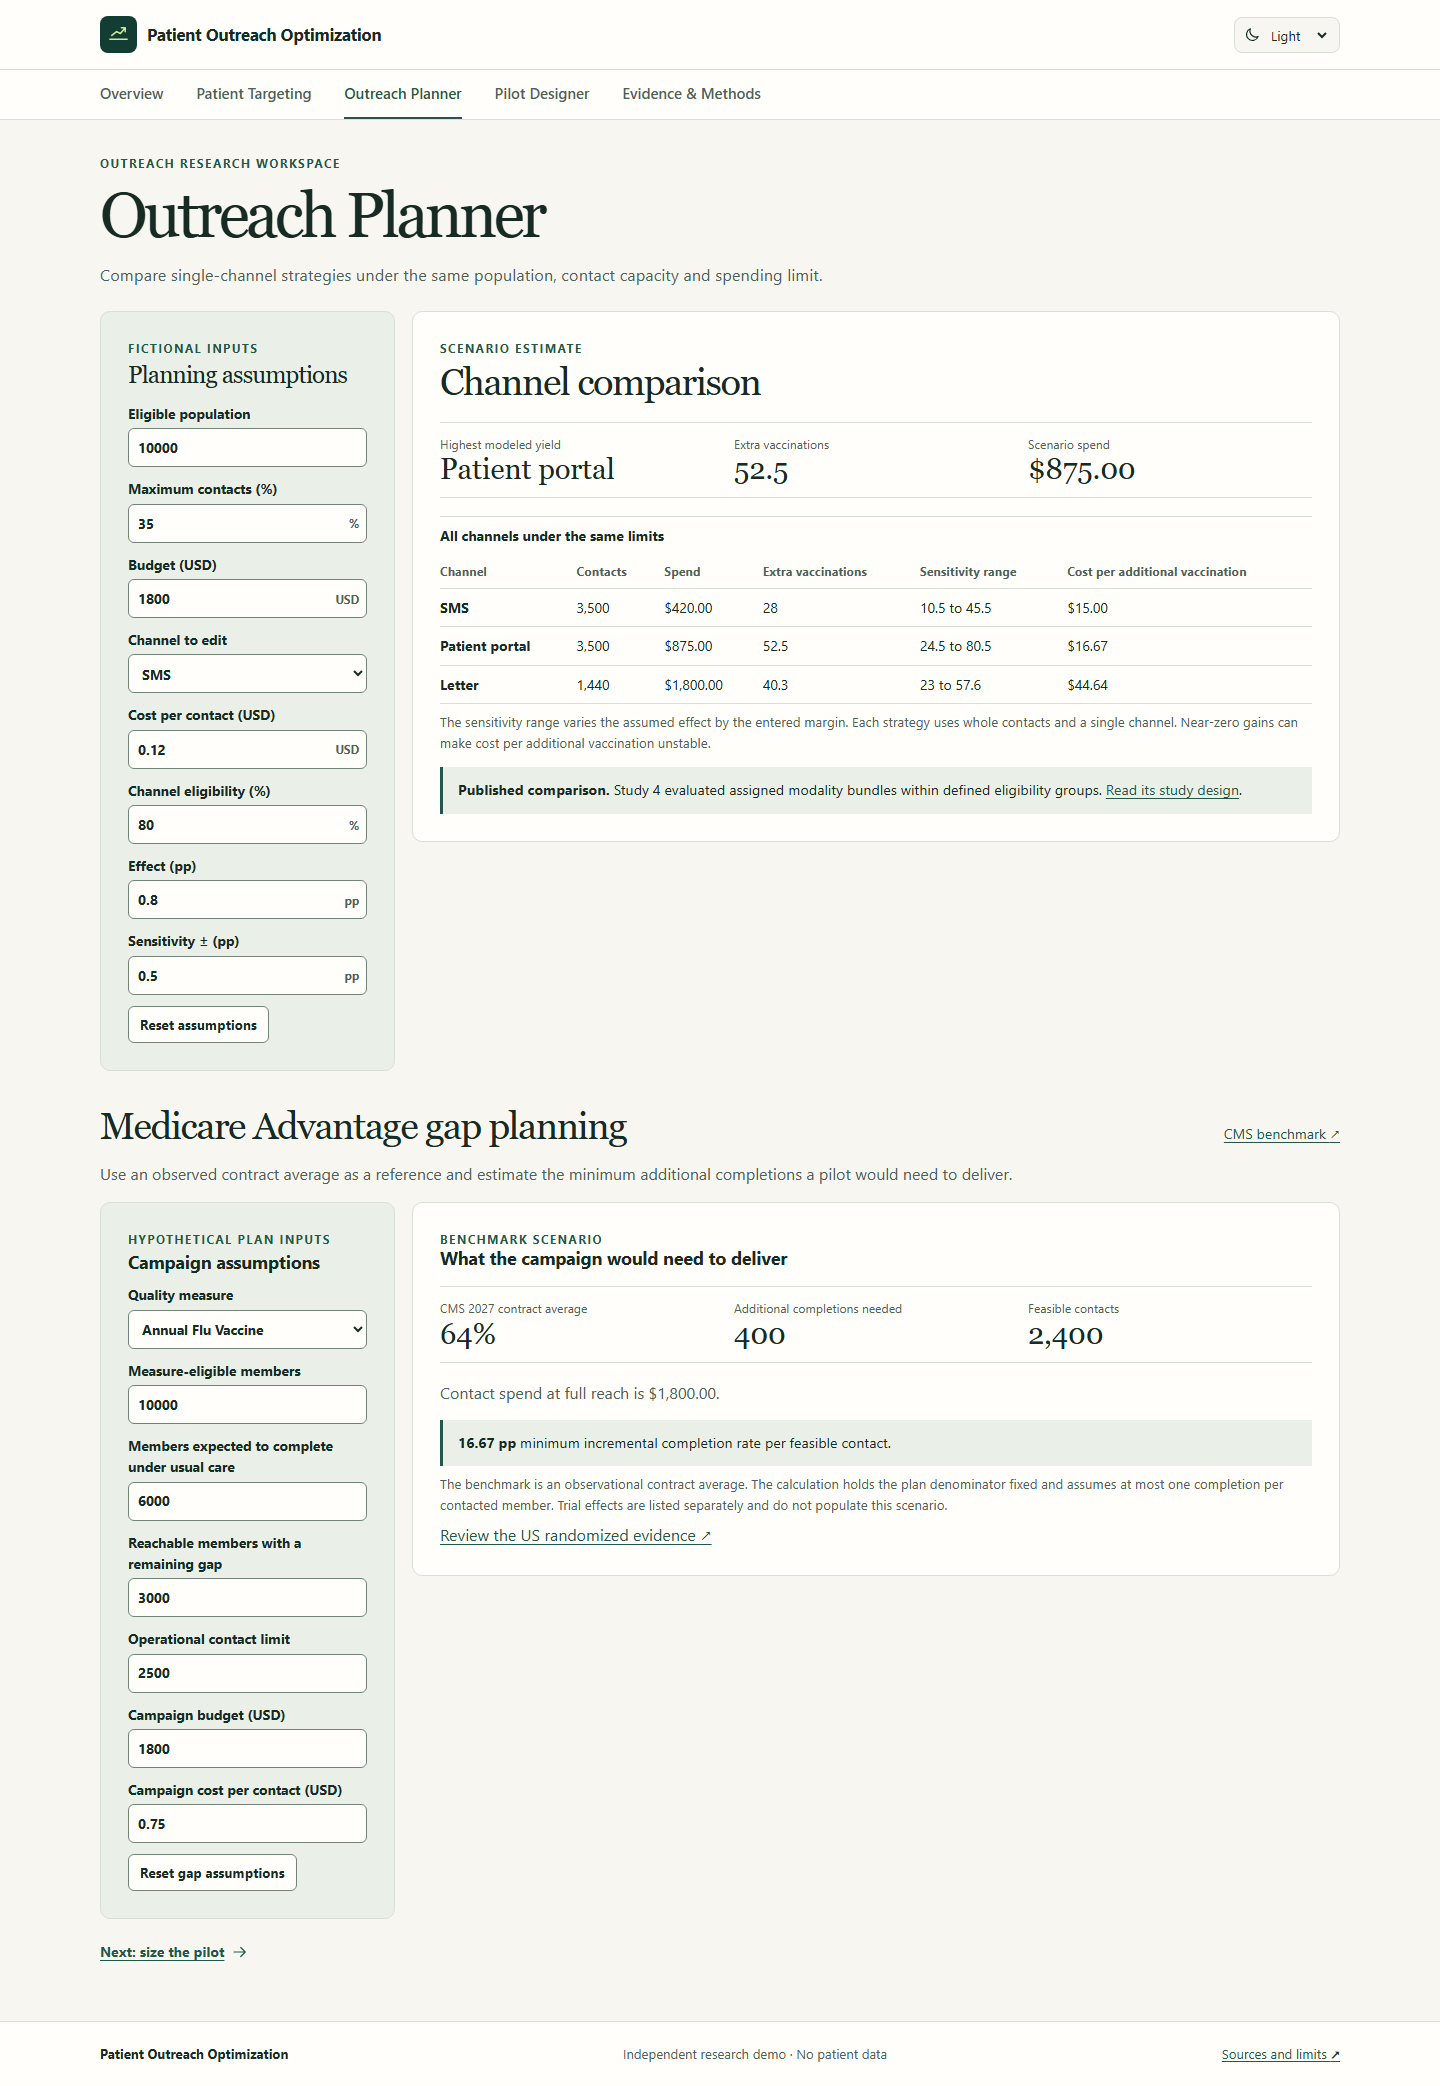 Patient Outreach Optimization
Light
Overview Patient Targeting Outreach Planner Pilot Designer Evidence & Methods
OUTREACH RESEARCH WORKSPACE
Outreach Planner
Compare single-channel strategies under the same population, contact capacity and spending limit.
FICTIONAL INPUTS
Planning assumptions
Eligible population
10000
Maximum contacts (%)
35 %
Budget (USD)
1800 USD
Channel to edit
SMS
Cost per contact (USD)
0.12 USD
Channel eligibility (%)
80 %
Effect (pp)
0.8 pp
Sensitivity ± (pp)
0.5 pp
Reset assumptions
SCENARIO ESTIMATE
Channel comparison
Highest modeled yield Extra vaccinations Scenario spend
Patient portal 52.5 $875.00
All channels under the same limits
Channel Contacts Spend Extra vaccinations Sensitivity range Cost per additional vaccination
SMS 3,500 $420.00 28 10.5 to 45.5 $15.00
Patient portal 3,500 $875.00 52.5 24.5 to 80.5 $16.67
Letter 1,440 $1,800.00 40.3 23 to 57.6 $44.64
The sensitivity range varies the assumed effect by the entered margin. Each strategy uses whole contacts and a single channel. Near-zero gains can
make cost per additional vaccination unstable.
Published comparison. Study 4 evaluated assigned modality bundles within defined eligibility groups. Read its study design.
Medicare Advantage gap planning
CMS benchmark ↗
Use an observed contract average as a reference and estimate the minimum additional completions a pilot would need to deliver.
HYPOTHETICAL PLAN INPUTS
Campaign assumptions
Quality measure
Annual Flu Vaccine
Measure-eligible members
10000
Members expected to complete
under usual care
6000
Reachable members with a
remaining gap
3000
Operational contact limit
2500
Campaign budget (USD)
1800
Campaign cost per contact (USD)
0.75
Reset gap assumptions
BENCHMARK SCENARIO
What the campaign would need to deliver
CMS 2027 contract average Additional completions needed Feasible contacts
64% 400 2,400
Contact spend at full reach is $1,800.00.
16.67 pp minimum incremental completion rate per feasible contact.
The benchmark is an observational contract average. The calculation holds the plan denominator fixed and assumes at most one completion per
contacted member. Trial effects are listed separately and do not populate this scenario.
Review the US randomized evidence ↗
Next: size the pilot →
Patient Outreach Optimization Independent research demo · No patient data Sources and limits ↗